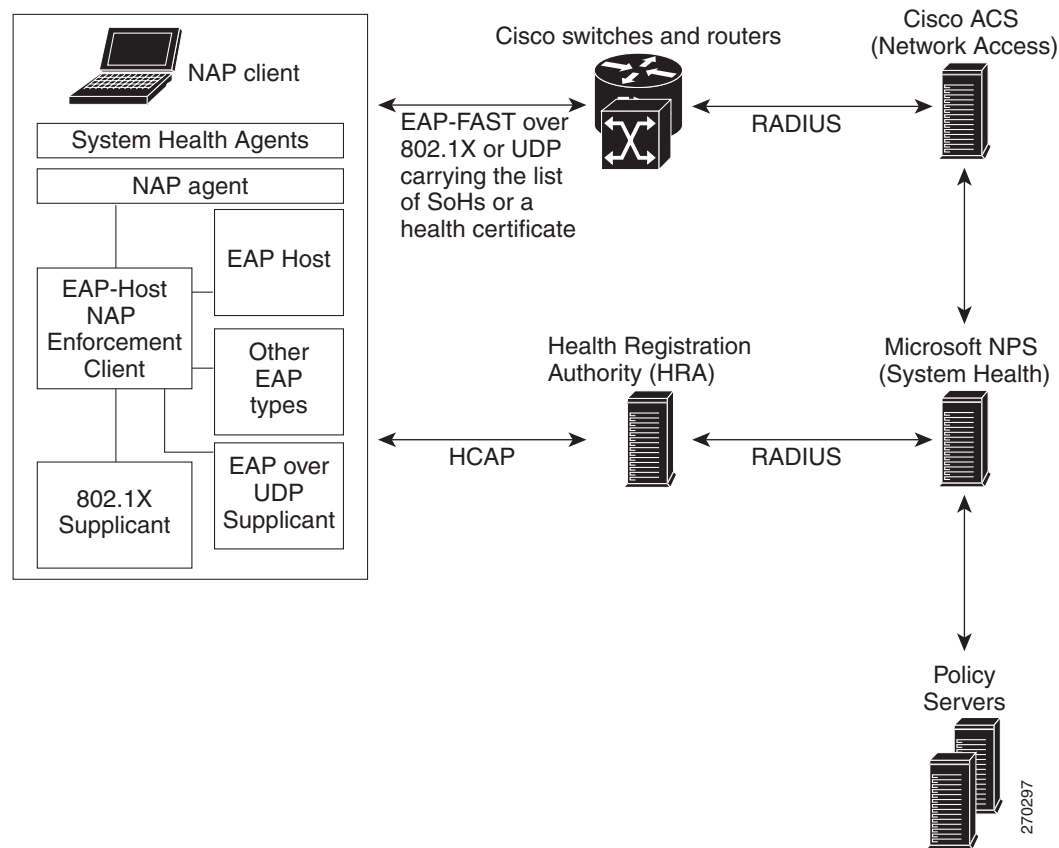 NAP client
System Health Agents
NAP agent
EAP Host
EAP-Host
NAP
Enforcement
Client
Other
EAP
types
802.1X
Supplicant
EAP over
UDP
Supplicant
Cisco switches and routers
EAP-FAST over
802.1X or UDP
carrying the list
of SoHs or a
health certificate
RADIUS
Cisco ACS
(Network Access)
Health Registration
Authority (HRA)
HCAP
RADIUS
Microsoft NPS
(System Health)
Policy
Servers
270297